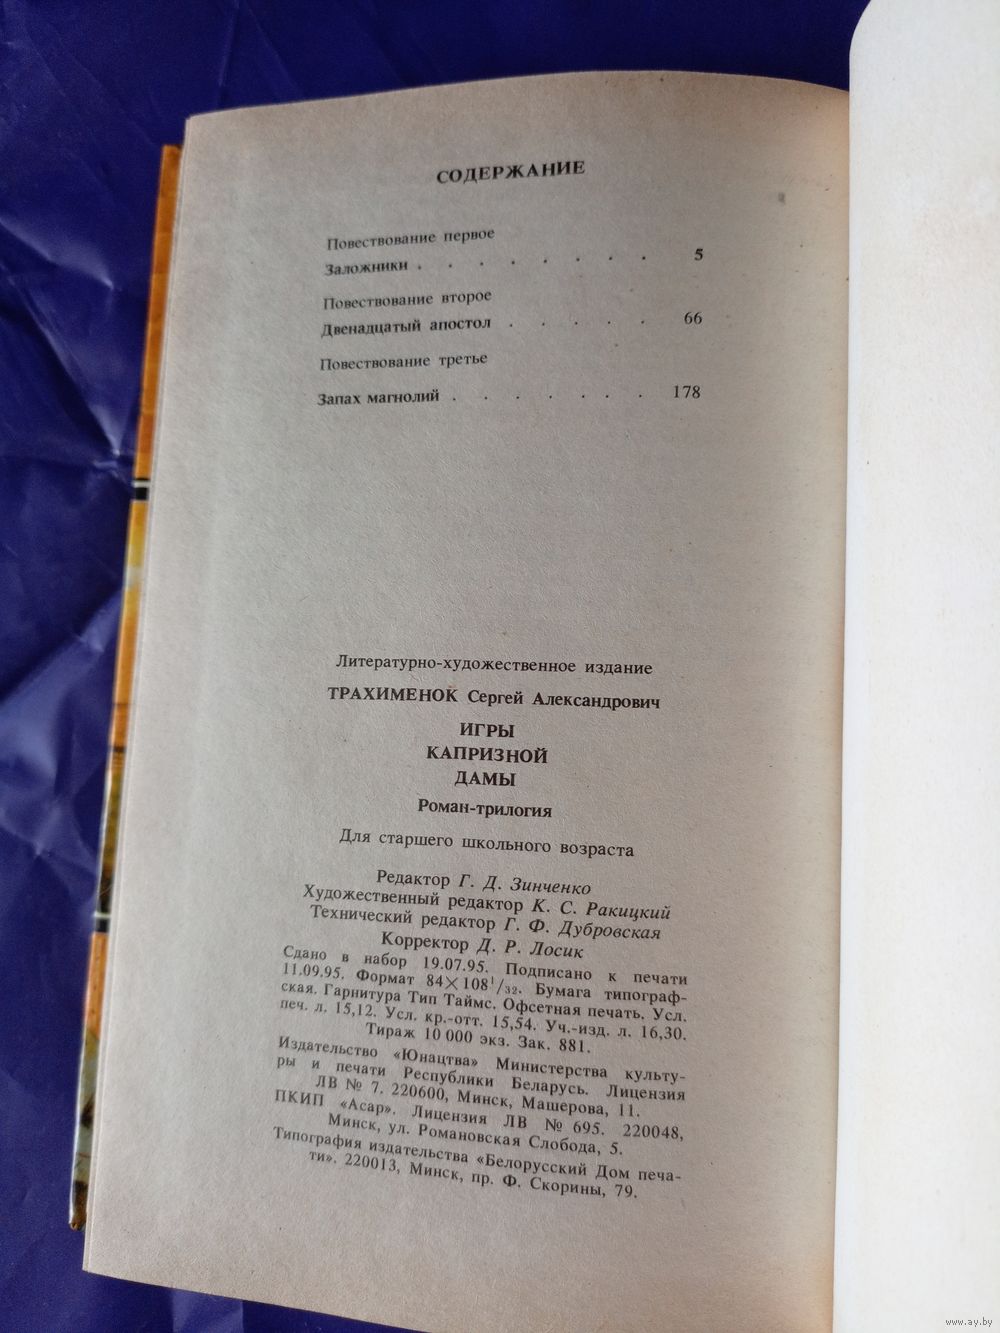 СОДЕРЖАНИЕ
Повествование первое
Заложники . . . . . . . . 5
Повествование второе
Двенадцатый апостол . . . . . 66
Повествование третье
Запах магнолий . . . . . . . 178
Литературно-художественное издание
ТРАХИМЕНОК Сергей Александрович
ИГРЫ
КАПРИЗНОЙ
ДАМЫ
Роман-трилогия
Для старшего школьного возраста
Редактор Г. Д. Зинченко
Художественный редактор К. С. Ракицкий
Технический редактор Г. Ф. Дубровская
Корректор Д. Р. Лосик
Сдано в набор 19.07.95. Подписано к печати
11.09.95. Формат 84×108¹/₃₂. Бумага типограф-
ская. Гарнитура Тип Таймс. Офсетная печать. Усл.
печ. л. 15,12. Усл. кр.-отт. 15,54. Уч.-изд. л. 16,30.
Тираж 10 000 экз. Зак. 881.
Издательство «Юнацтва» Министерства культу-
ры и печати Республики Беларусь. Лицензия
ЛВ № 7. 220600, Минск, Машерова, 11.
ПКИП «Асар». Лицензия ЛВ № 695. 220048,
Минск, ул. Романовская Слобода, 5.
Типография издательства «Белорусский Дом печа-
ти». 220013, Минск, пр. Ф. Скорины, 79.
www.ay.by